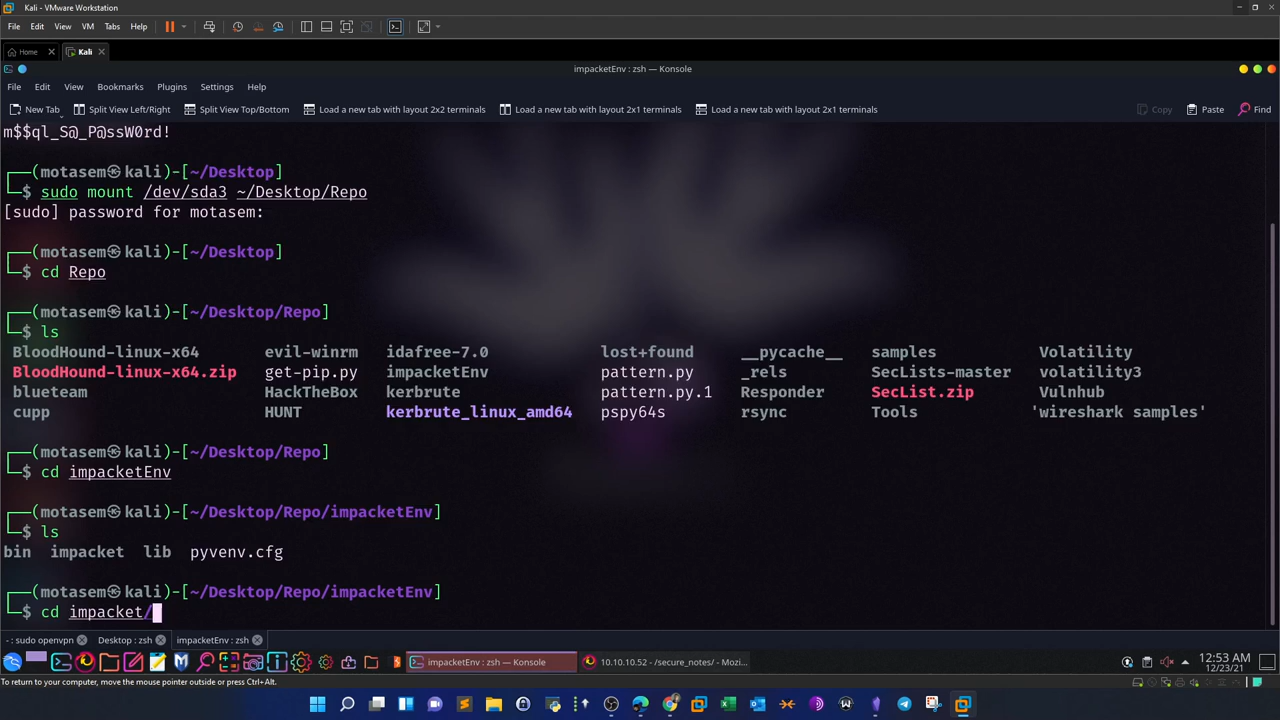 Kali - VMware Workstation
File Edit View VM Tabs Help
Home Kali
impacketEnv : zsh — Konsole
File Edit View Bookmarks Plugins Settings Help
New Tab Split View Left/Right Split View Top/Bottom Load a new tab with layout 2x2 terminals Load a new tab with layout 2x1 terminals Load a new tab with layout 2x1 terminals Copy Paste Find
m$$ql_S@_P@ssW0rd!
┌──(motasem㉿kali)-[~/Desktop]
└─$ sudo mount /dev/sda3 ~/Desktop/Repo
[sudo] password for motasem:
┌──(motasem㉿kali)-[~/Desktop]
└─$ cd Repo
┌──(motasem㉿kali)-[~/Desktop/Repo]
└─$ ls
BloodHound-linux-x64 evil-winrm idafree-7.0 lost+found __pycache__ samples Volatility
BloodHound-linux-x64.zip get-pip.py impacketEnv pattern.py _rels SecLists-master volatility3
blueteam HackTheBox kerbrute pattern.py.1 Responder SecList.zip Vulnhub
cupp HUNT kerbrute_linux_amd64 pspy64s rsync Tools 'wireshark samples'
┌──(motasem㉿kali)-[~/Desktop/Repo]
└─$ cd impacketEnv
┌──(motasem㉿kali)-[~/Desktop/Repo/impacketEnv]
└─$ ls
bin impacket lib pyvenv.cfg
┌──(motasem㉿kali)-[~/Desktop/Repo/impacketEnv]
└─$ cd impacket/
- : sudo openvpn Desktop : zsh impacketEnv : zsh
impacketEnv : zsh — Konsole 10.10.10.52 - /secure_notes/ - Mozi... 12:53 AM
12/23/21
To return to your computer, move the mouse pointer outside or press Ctrl+Alt.